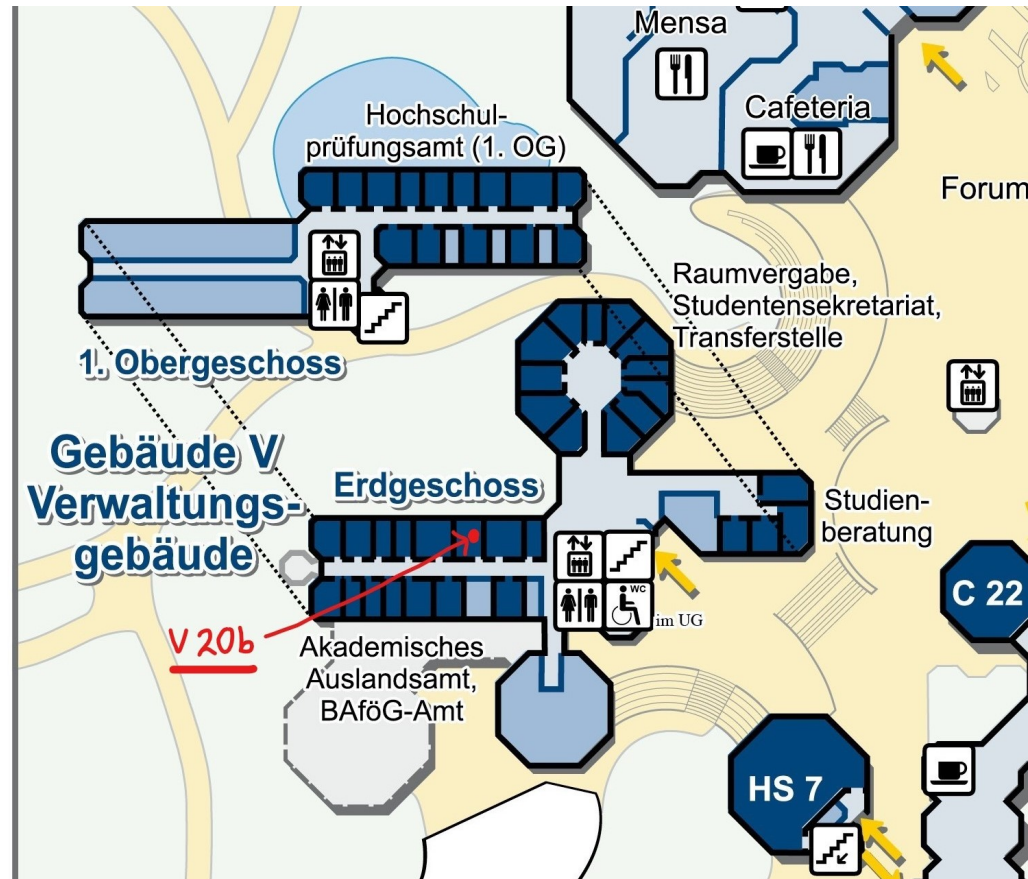 Mensa
Cafeteria
Forum
Hochschul-
prüfungsamt (1. OG)
Raumvergabe,
Studentensekretariat,
Transferstelle
1. Obergeschoss
Gebäude V
Verwaltungs-
gebäude
Erdgeschoss
Studien-
beratung
C 22
WC
im UG
V 20b
Akademisches
Auslandsamt,
BAföG-Amt
HS 7